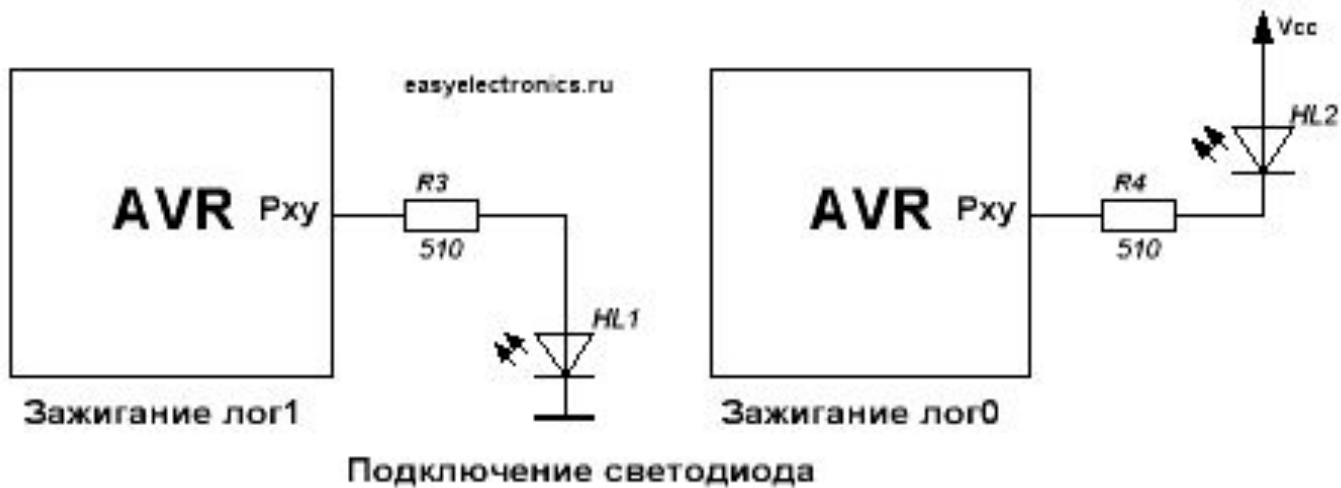 easyelectronics.ru
Vcc
HL2
AVR Pxy
R3
510
HL1
AVR Pxy
R4
510
Зажигание лог1
Зажигание лог0
Подключение светодиода